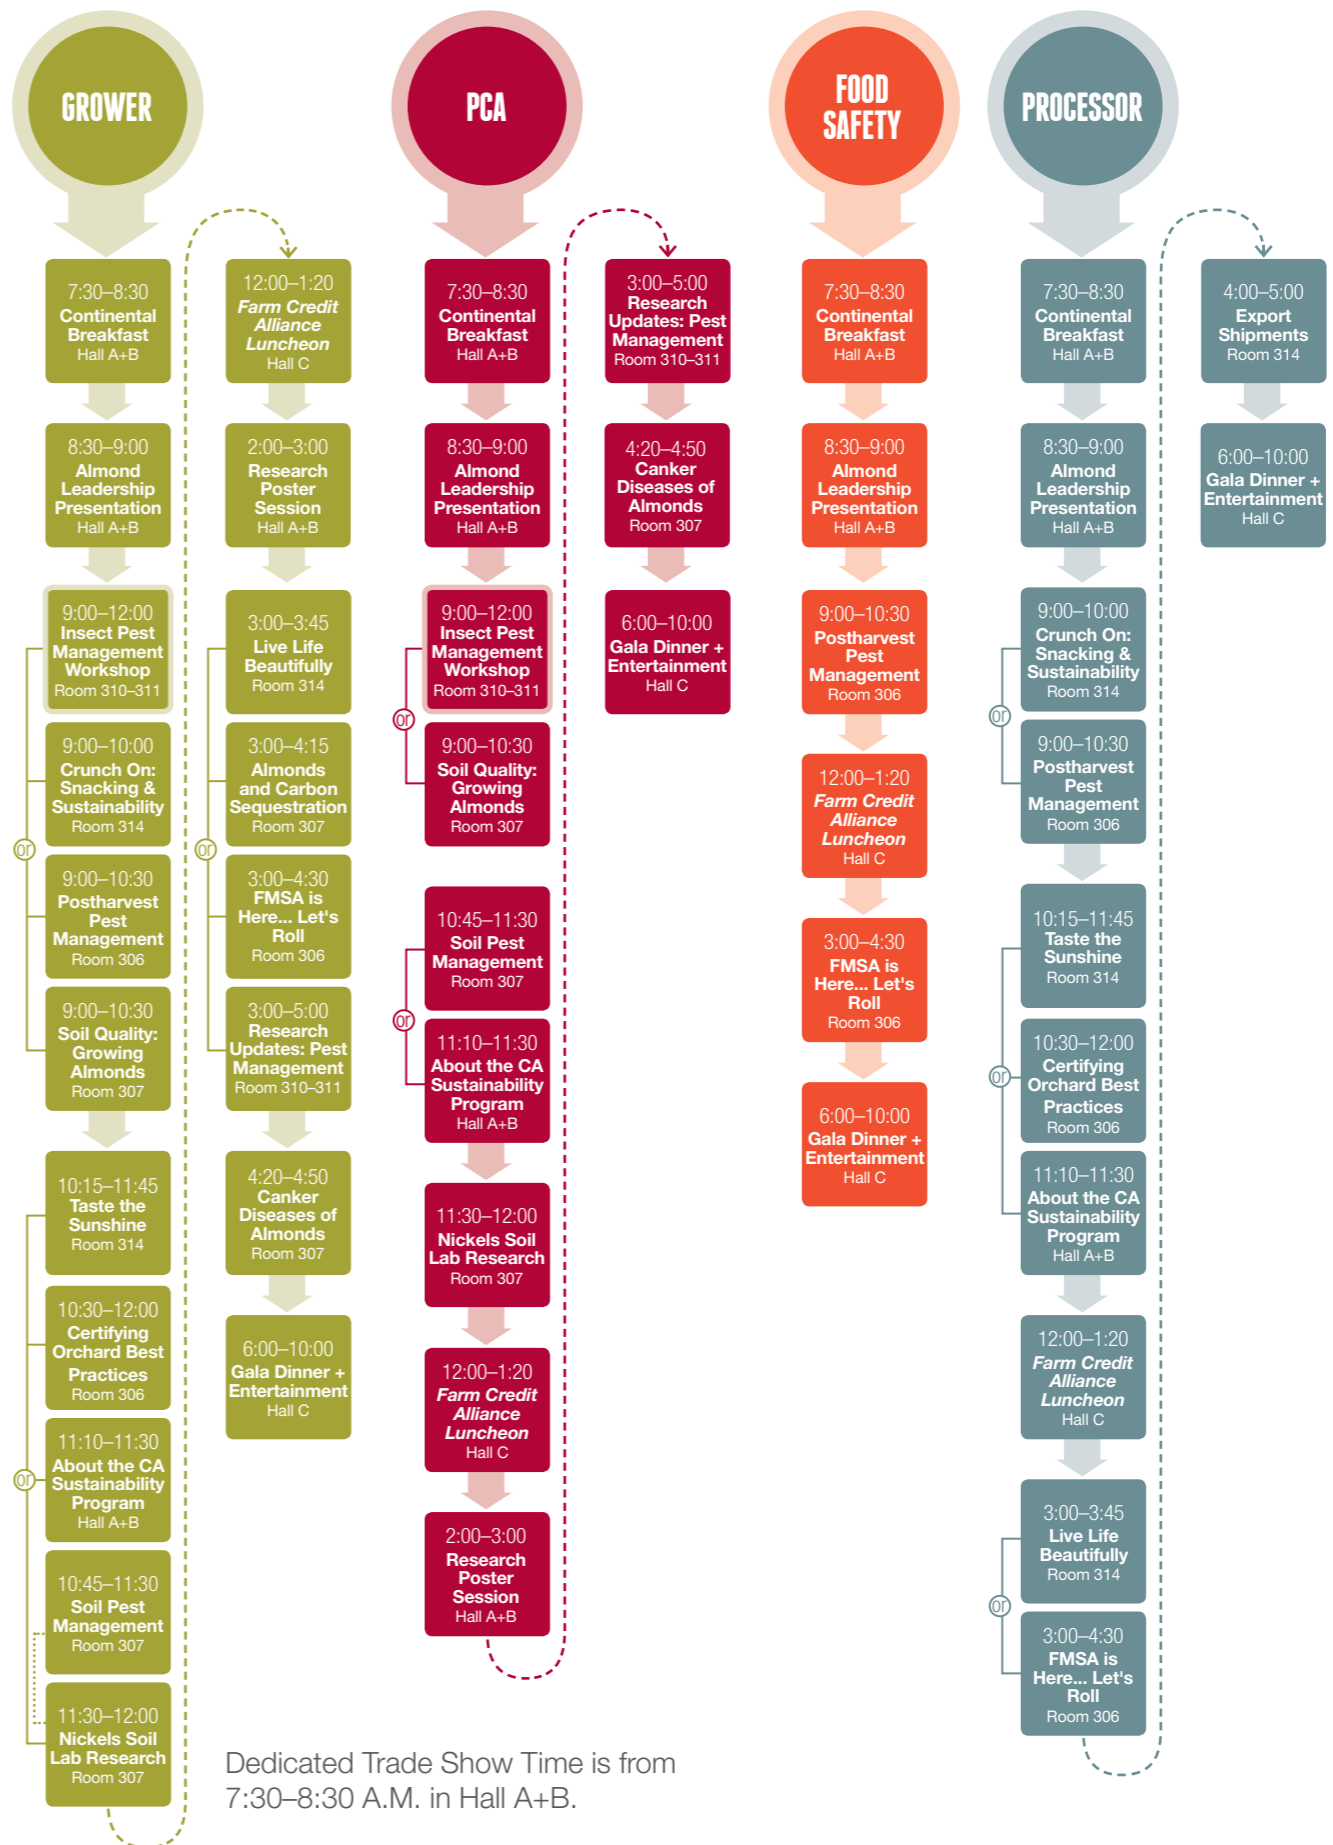 GROWER
7:30–8:30
Continental
Breakfast
Hall A+B
8:30–9:00
Almond
Leadership
Presentation
Hall A+B
9:00–12:00
Insect Pest
Management
Workshop
Room 310–311
9:00–10:00
Crunch On:
Snacking &
Sustainability
Room 314
or
9:00–10:30
Postharvest
Pest
Management
Room 306
9:00–10:30
Soil Quality:
Growing
Almonds
Room 307
10:15–11:45
Taste the
Sunshine
Room 314
10:30–12:00
Certifying
Orchard Best
Practices
Room 306
11:10–11:30
About the CA
Sustainability
Program
Hall A+B
or
10:45–11:30
Soil Pest
Management
Room 307
11:30–12:00
Nickels Soil
Lab Research
Room 307
12:00–1:20
Farm Credit
Alliance
Luncheon
Hall C
2:00–3:00
Research
Poster
Session
Hall A+B
3:00–3:45
Live Life
Beautifully
Room 314
3:00–4:15
Almonds
and Carbon
Sequestration
Room 307
or
3:00–4:30
FMSA is
Here... Let's
Roll
Room 306
3:00–5:00
Research
Updates: Pest
Management
Room 310–311
4:20–4:50
Canker
Diseases of
Almonds
Room 307
6:00–10:00
Gala Dinner +
Entertainment
Hall C
PCA
7:30–8:30
Continental
Breakfast
Hall A+B
8:30–9:00
Almond
Leadership
Presentation
Hall A+B
9:00–12:00
Insect Pest
Management
Workshop
Room 310–311
or
9:00–10:30
Soil Quality:
Growing
Almonds
Room 307
10:45–11:30
Soil Pest
Management
Room 307
or
11:10–11:30
About the CA
Sustainability
Program
Hall A+B
11:30–12:00
Nickels Soil
Lab Research
Room 307
12:00–1:20
Farm Credit
Alliance
Luncheon
Hall C
2:00–3:00
Research
Poster
Session
Hall A+B
3:00–5:00
Research
Updates: Pest
Management
Room 310–311
4:20–4:50
Canker
Diseases of
Almonds
Room 307
6:00–10:00
Gala Dinner +
Entertainment
Hall C
FOOD
SAFETY
7:30–8:30
Continental
Breakfast
Hall A+B
8:30–9:00
Almond
Leadership
Presentation
Hall A+B
9:00–10:30
Postharvest
Pest
Management
Room 306
12:00–1:20
Farm Credit
Alliance
Luncheon
Hall C
3:00–4:30
FMSA is
Here... Let's
Roll
Room 306
6:00–10:00
Gala Dinner +
Entertainment
Hall C
PROCESSOR
7:30–8:30
Continental
Breakfast
Hall A+B
8:30–9:00
Almond
Leadership
Presentation
Hall A+B
9:00–10:00
Crunch On:
Snacking &
Sustainability
Room 314
or
9:00–10:30
Postharvest
Pest
Management
Room 306
10:15–11:45
Taste the
Sunshine
Room 314
10:30–12:00
Certifying
Orchard Best
Practices
Room 306
or
11:10–11:30
About the CA
Sustainability
Program
Hall A+B
12:00–1:20
Farm Credit
Alliance
Luncheon
Hall C
3:00–3:45
Live Life
Beautifully
Room 314
or
3:00–4:30
FMSA is
Here... Let's
Roll
Room 306
4:00–5:00
Export
Shipments
Room 314
6:00–10:00
Gala Dinner +
Entertainment
Hall C
Dedicated Trade Show Time is from
7:30–8:30 A.M. in Hall A+B.